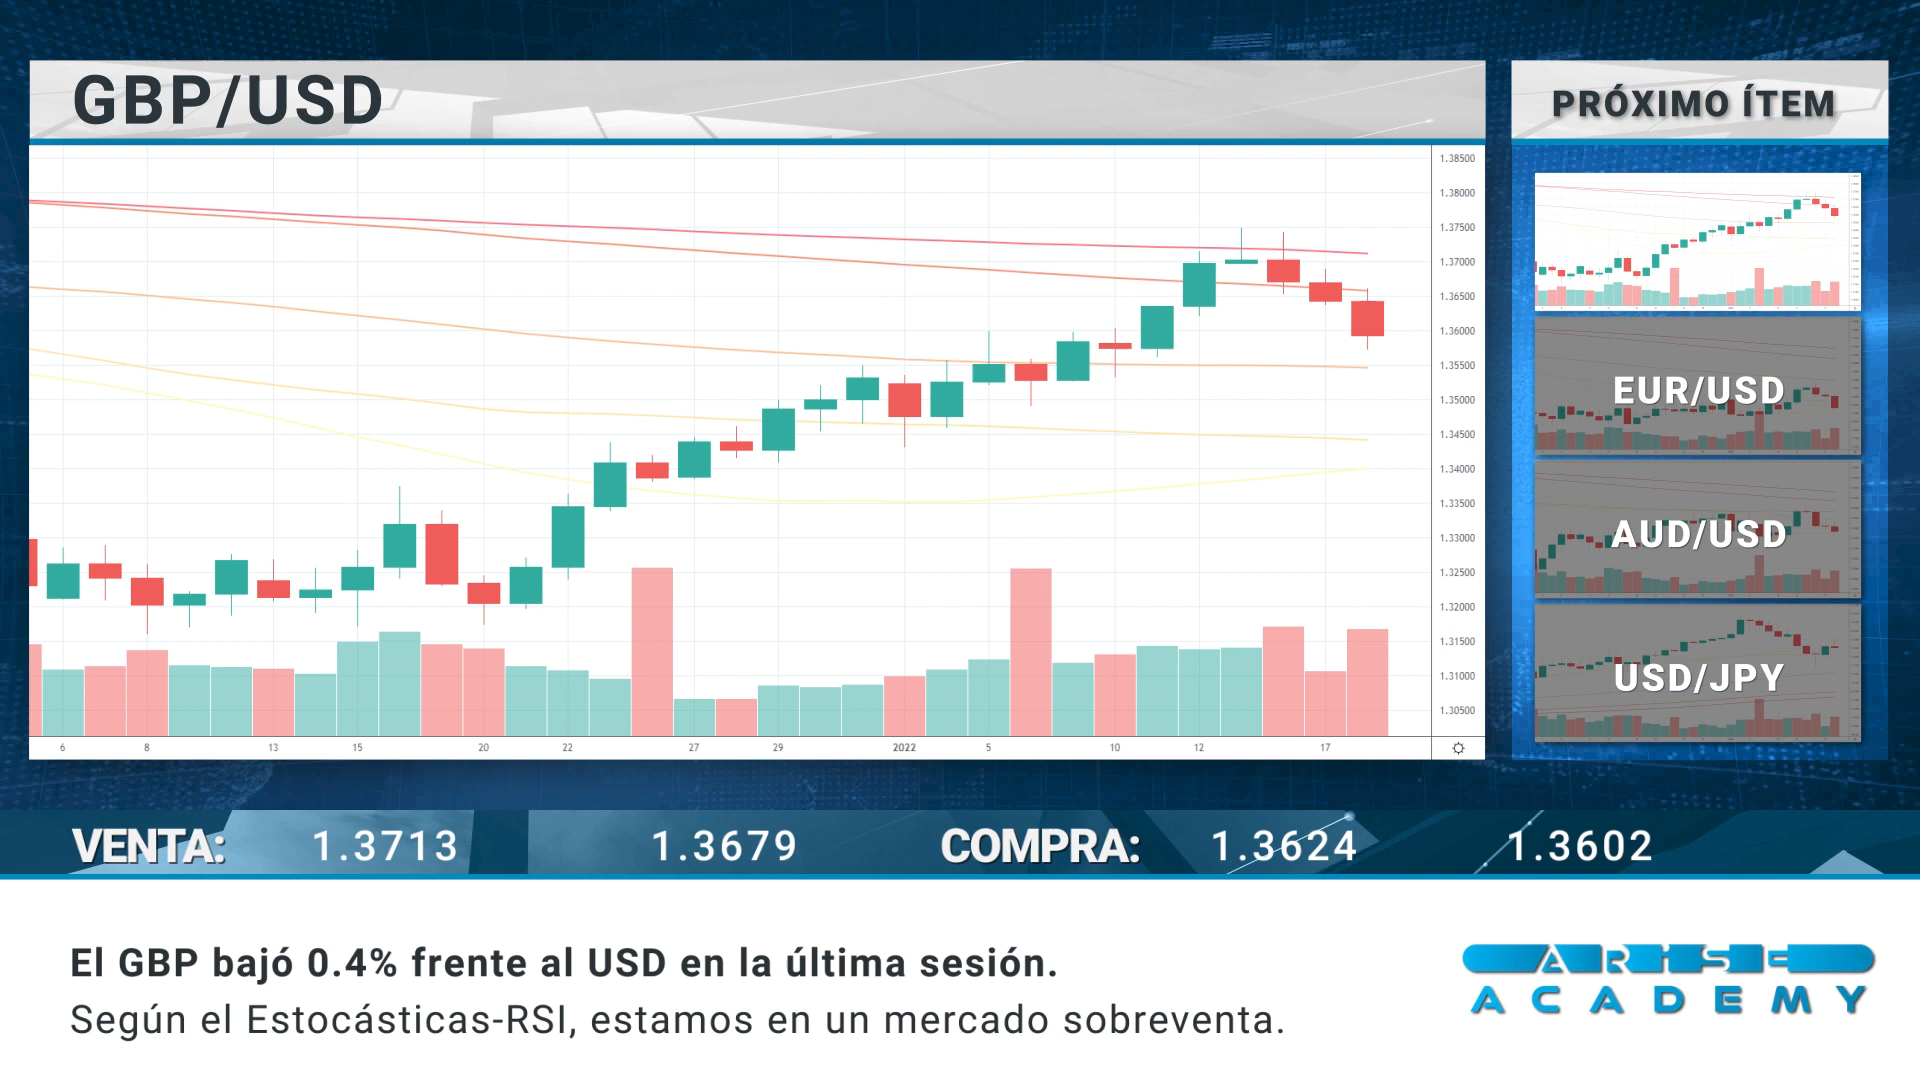 GBP/USD
PRÓXIMO ÍTEM
1.38500
1.38000
1.37500
1.37000
1.36500
1.36000
1.35500
1.35000
1.34500
1.34000
1.33500
1.33000
1.32500
1.32000
1.31500
1.31000
1.30500
6 8 13 15 20 22 27 29 2022 5 10 12 17
EUR/USD
AUD/USD
USD/JPY
VENTA: 1.3713 1.3679 COMPRA: 1.3624 1.3602
El GBP bajó 0.4% frente al USD en la última sesión.
Según el Estocásticas-RSI, estamos en un mercado sobreventa.
ARISE
ACADEMY